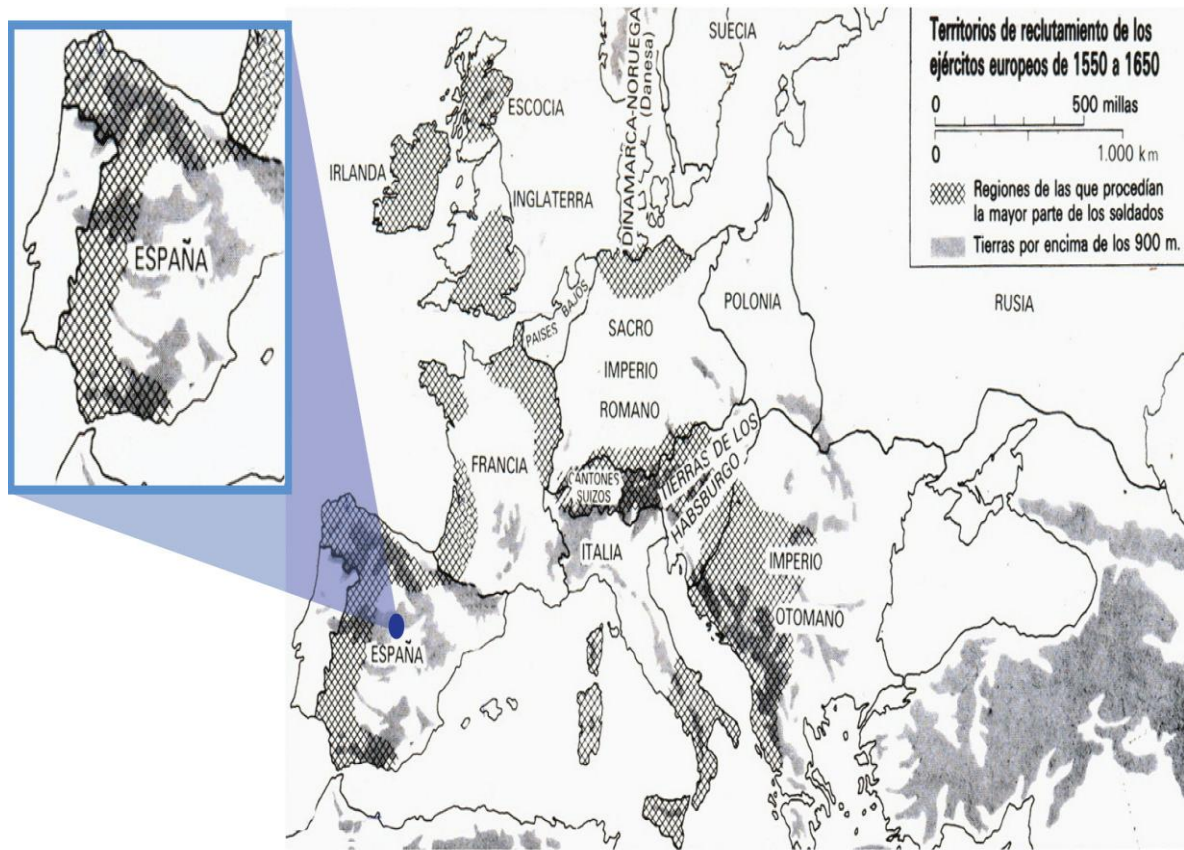 Territorios de reclutamiento de los
ejércitos europeos de 1550 a 1650
0 500 millas
0 1.000 km
Regiones de las que procedían
la mayor parte de los soldados
Tierras por encima de los 900 m.
ESPAÑA
SUECIA
DINAMARCA-NORUEGA
(Danesa)
ESCOCIA
IRLANDA
INGLATERRA
PAISES BAJOS
POLONIA
RUSIA
SACRO
IMPERIO
ROMANO
FRANCIA
CANTONES
SUIZOS
TIERRAS DE LOS
HABSBURGO
ITALIA
IMPERIO
OTOMANO
ESPAÑA